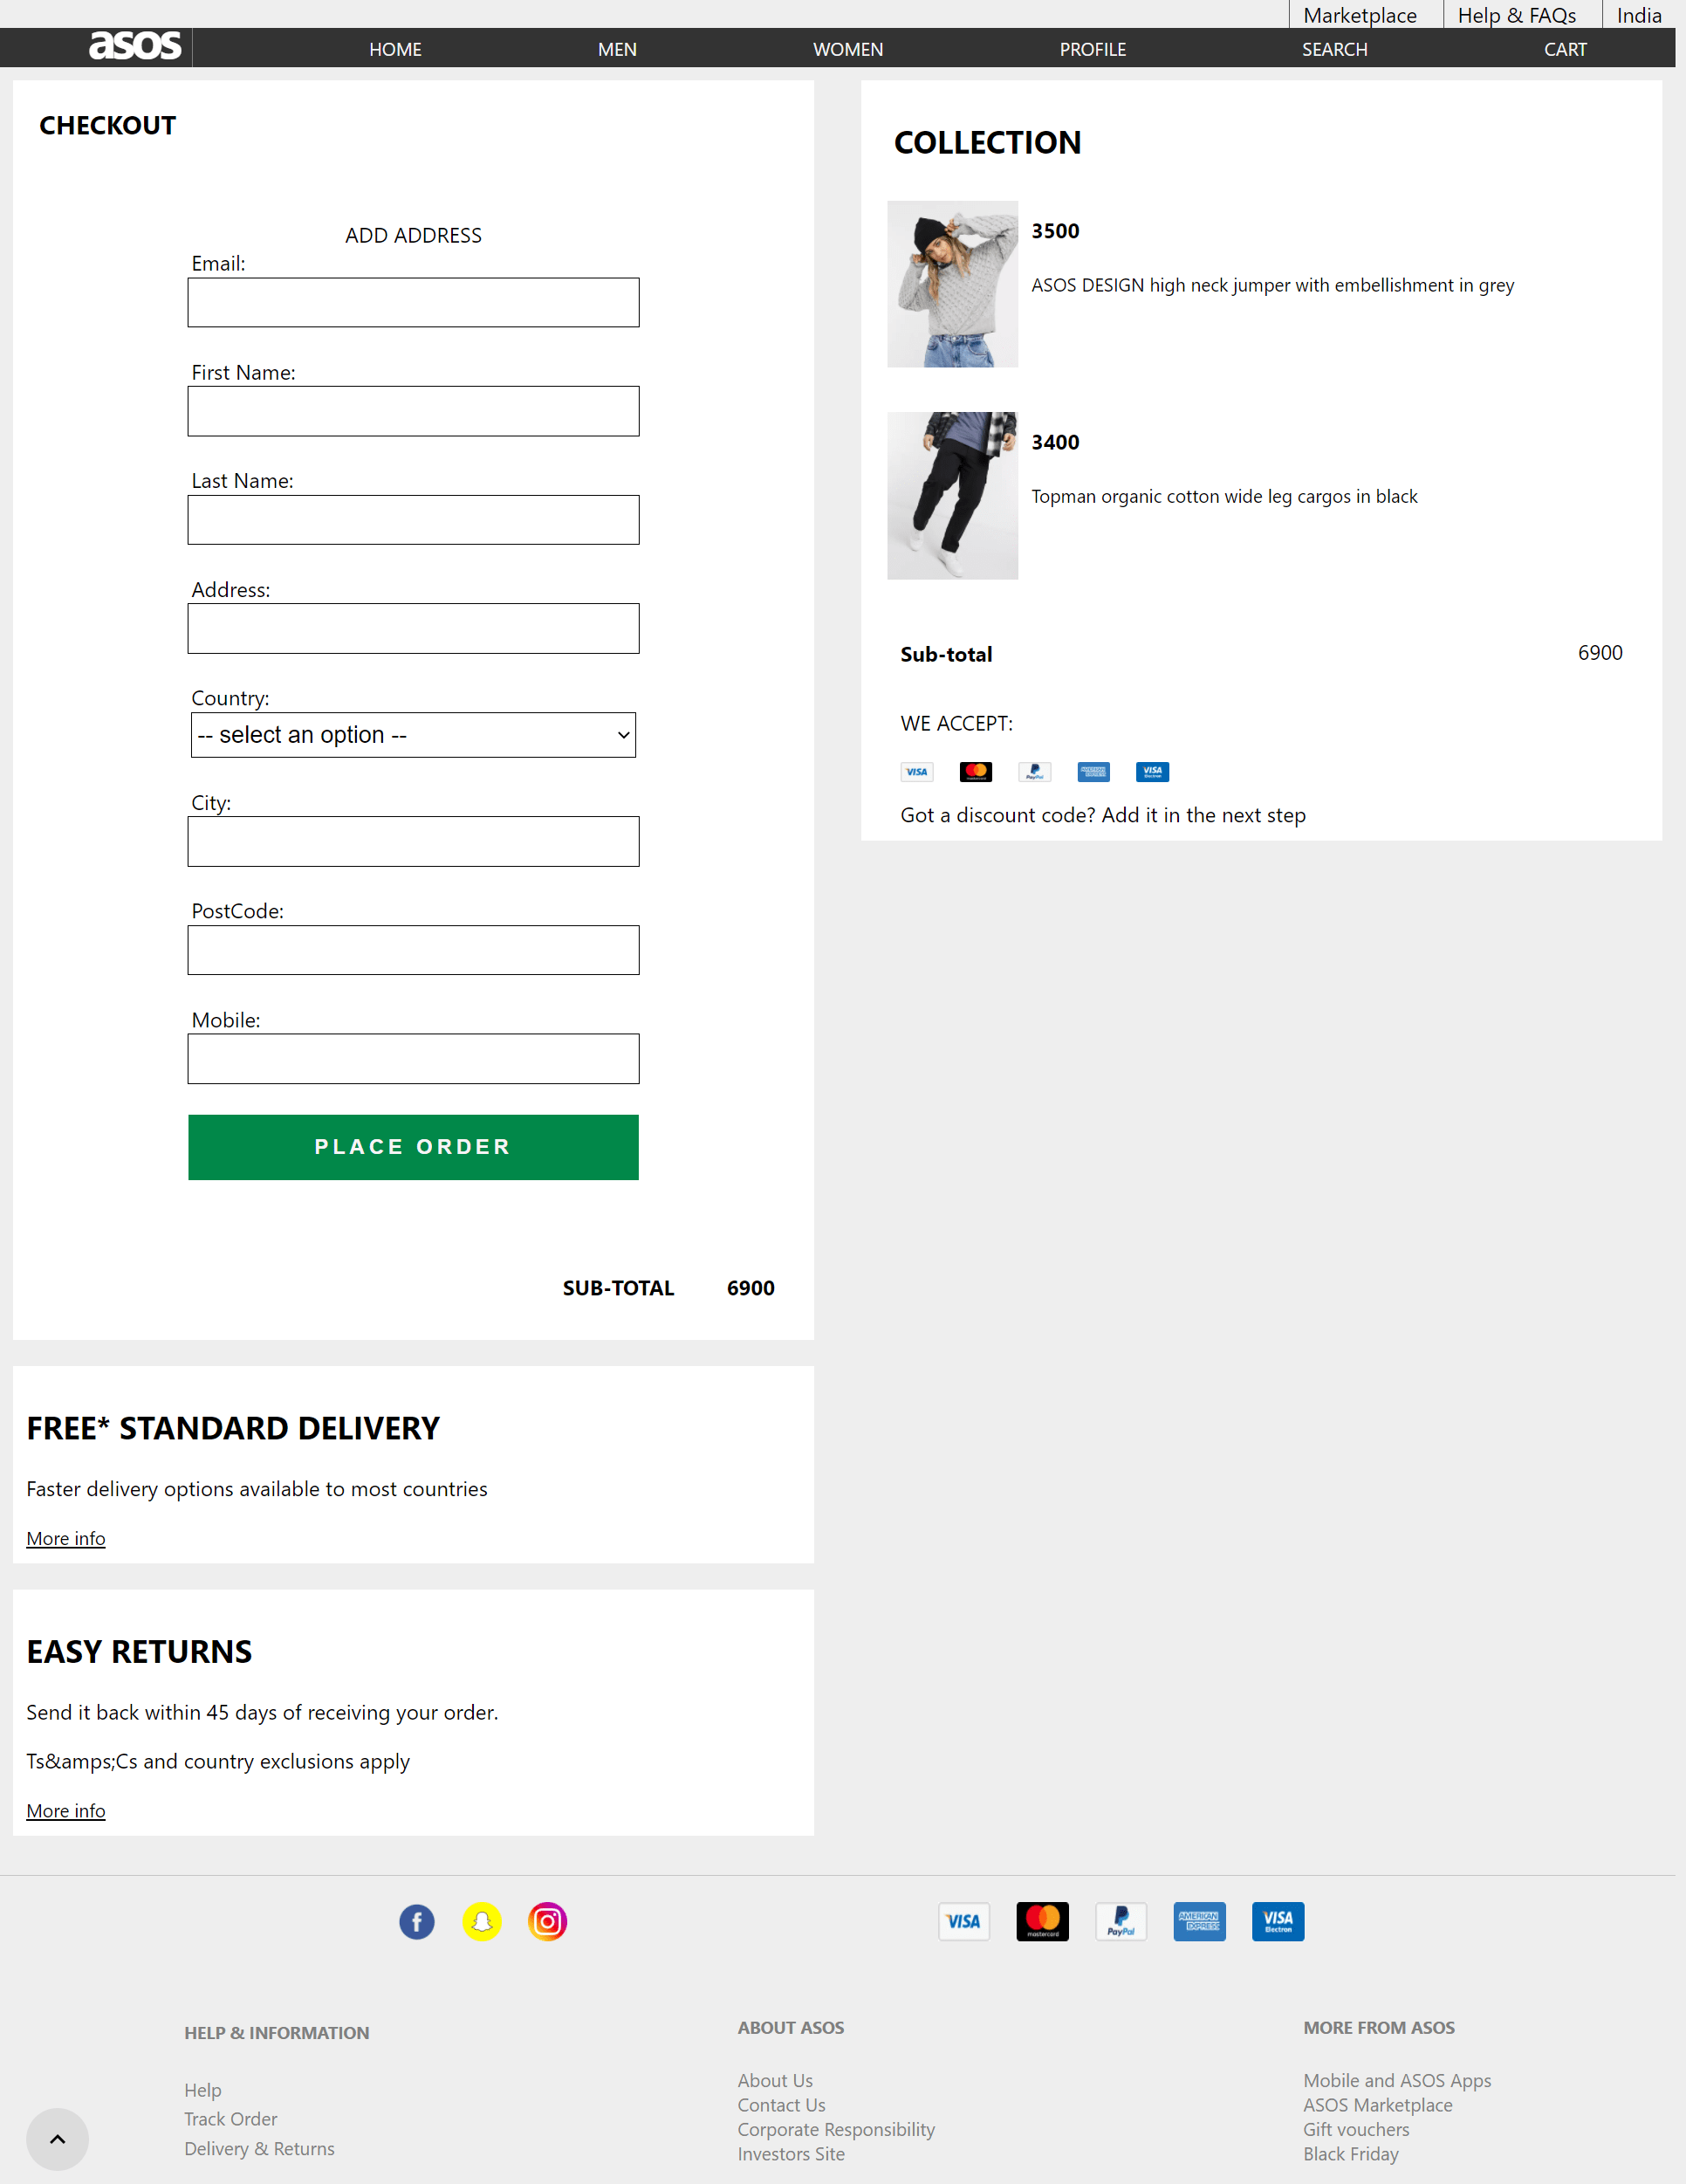 Marketplace Help & FAQs India
asos HOME MEN WOMEN PROFILE SEARCH CART
CHECKOUT
ADD ADDRESS
Email:
First Name:
Last Name:
Address:
Country:
-- select an option --
City:
PostCode:
Mobile:
PLACE ORDER
SUB-TOTAL 6900
COLLECTION
3500
ASOS DESIGN high neck jumper with embellishment in grey
3400
Topman organic cotton wide leg cargos in black
Sub-total 6900
WE ACCEPT:
VISA PayPal AMERICAN EXPRESS VISA Electron
Got a discount code? Add it in the next step
FREE* STANDARD DELIVERY
Faster delivery options available to most countries
More info
EASY RETURNS
Send it back within 45 days of receiving your order.
Ts&amps;Cs and country exclusions apply
More info
VISA mastercard PayPal AMERICAN EXPRESS VISA Electron
HELP & INFORMATION
Help
Track Order
Delivery & Returns
ABOUT ASOS
About Us
Contact Us
Corporate Responsibility
Investors Site
MORE FROM ASOS
Mobile and ASOS Apps
ASOS Marketplace
Gift vouchers
Black Friday